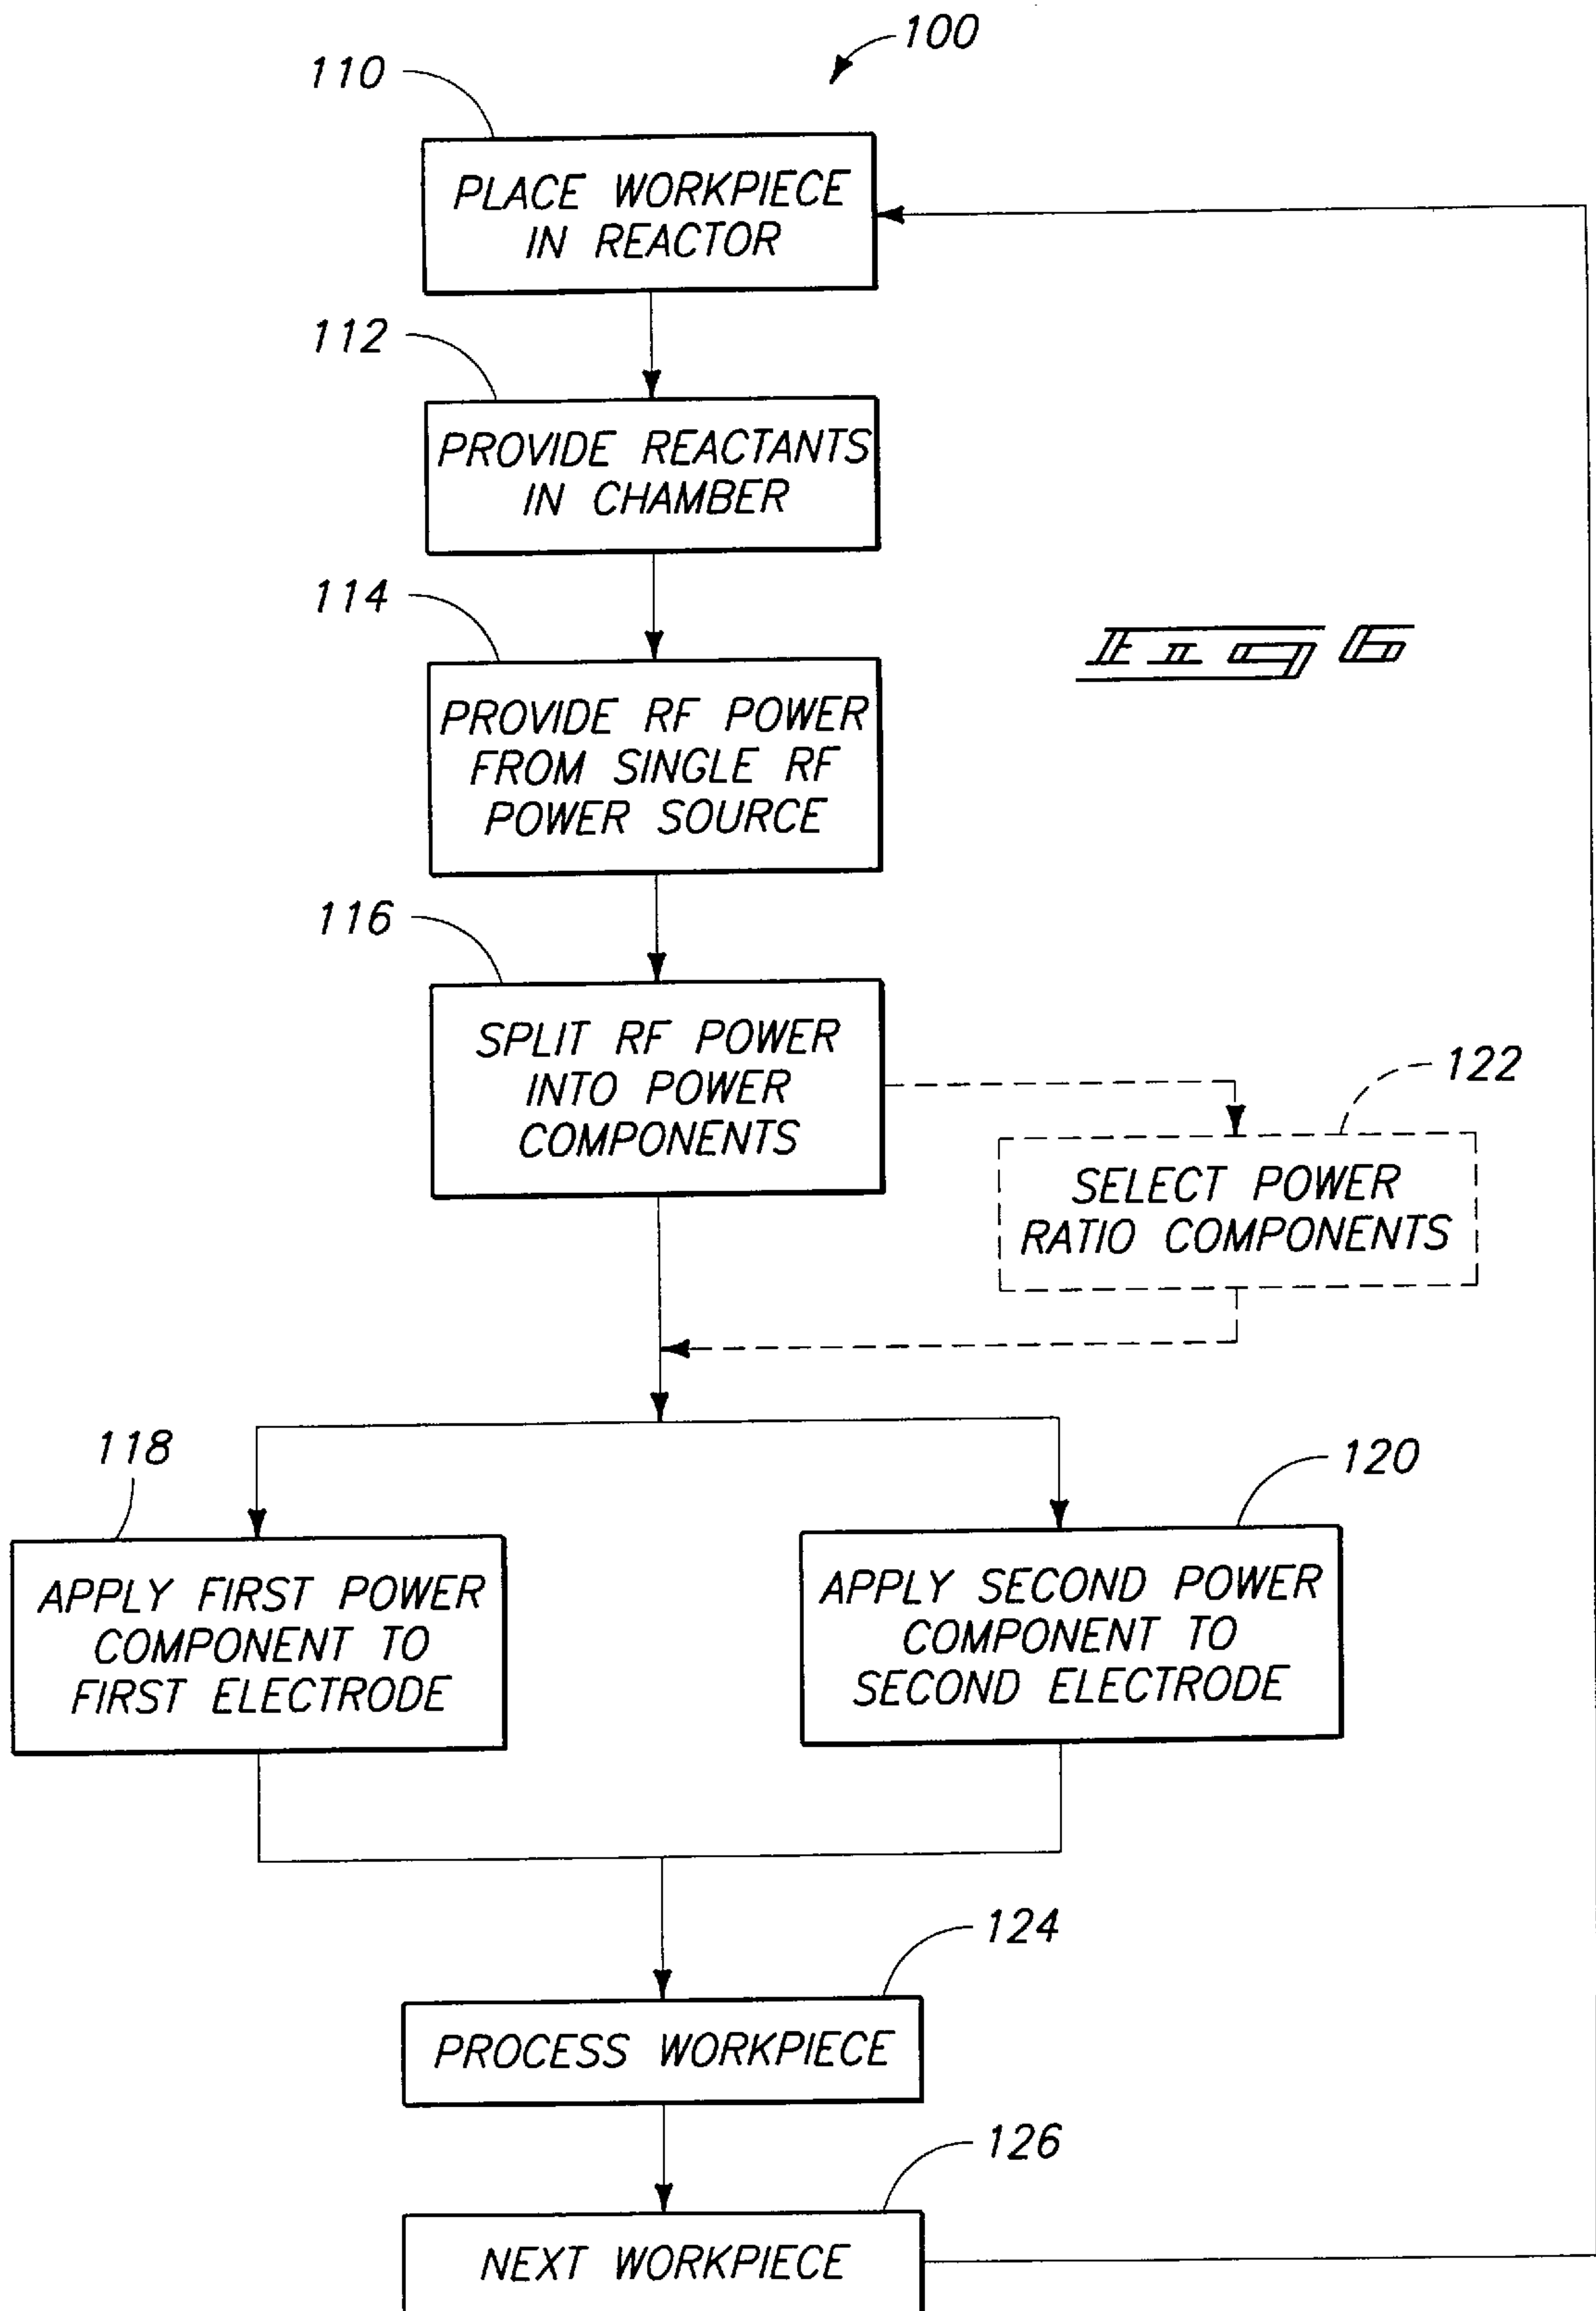 100
110
PLACE WORKPIECE
IN REACTOR
112
PROVIDE REACTANTS
IN CHAMBER
114
PROVIDE RF POWER
FROM SINGLE RF
POWER SOURCE
Fig 6
116
SPLIT RF POWER
INTO POWER
COMPONENTS
122
SELECT POWER
RATIO COMPONENTS
118
APPLY FIRST POWER
COMPONENT TO
FIRST ELECTRODE
120
APPLY SECOND POWER
COMPONENT TO
SECOND ELECTRODE
124
PROCESS WORKPIECE
126
NEXT WORKPIECE